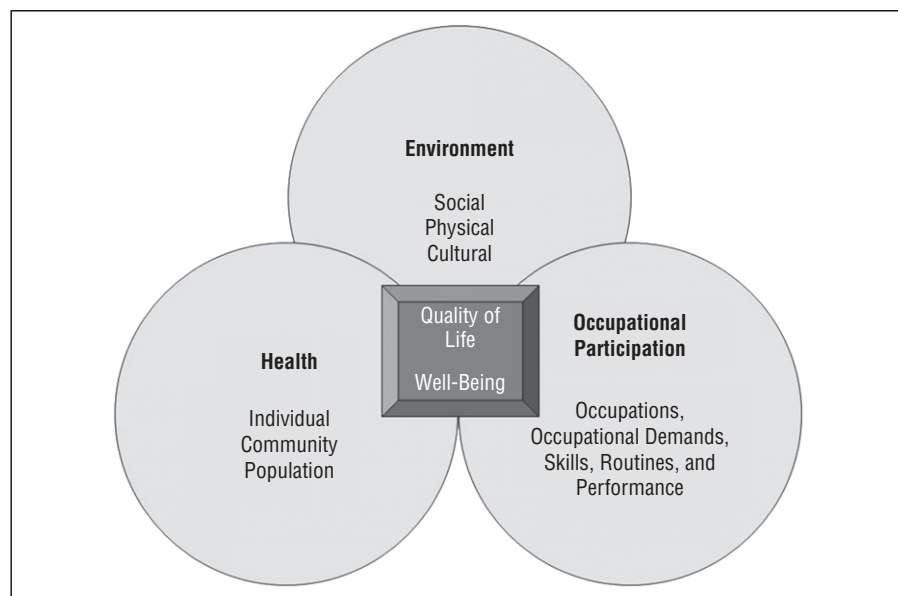 Environment
Social
Physical
Cultural
Health
Individual
Community
Population
Quality of
Life
Well-Being
Occupational
Participation
Occupations,
Occupational Demands,
Skills, Routines, and
Performance